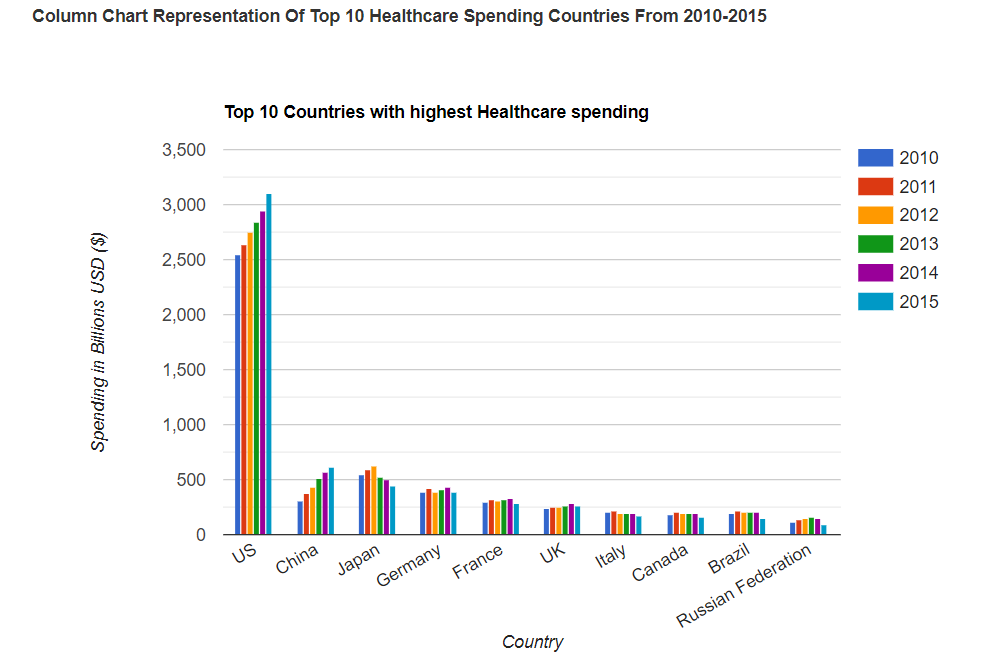 Column Chart Representation Of Top 10 Healthcare Spending Countries From 2010-2015
Top 10 Countries with highest Healthcare spending
3,500
3,000
2,500
2,000
1,500
1,000
500
0
Spending in Billions USD ($)
US
China
Japan
Germany
France
UK
Italy
Canada
Brazil
Russian Federation
Country
2010
2011
2012
2013
2014
2015